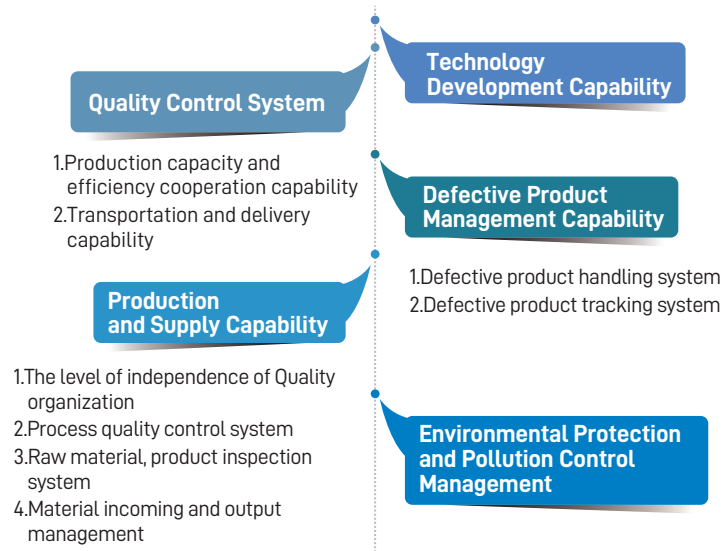 Technology
Development Capability
Quality Control System
1.Production capacity and
efficiency cooperation capability
2.Transportation and delivery
capability
Defective Product
Management Capability
1.Defective product handling system
2.Defective product tracking system
Production
and Supply Capability
1.The level of independence of Quality
organization
2.Process quality control system
3.Raw material, product inspection
system
4.Material incoming and output
management
Environmental Protection
and Pollution Control
Management